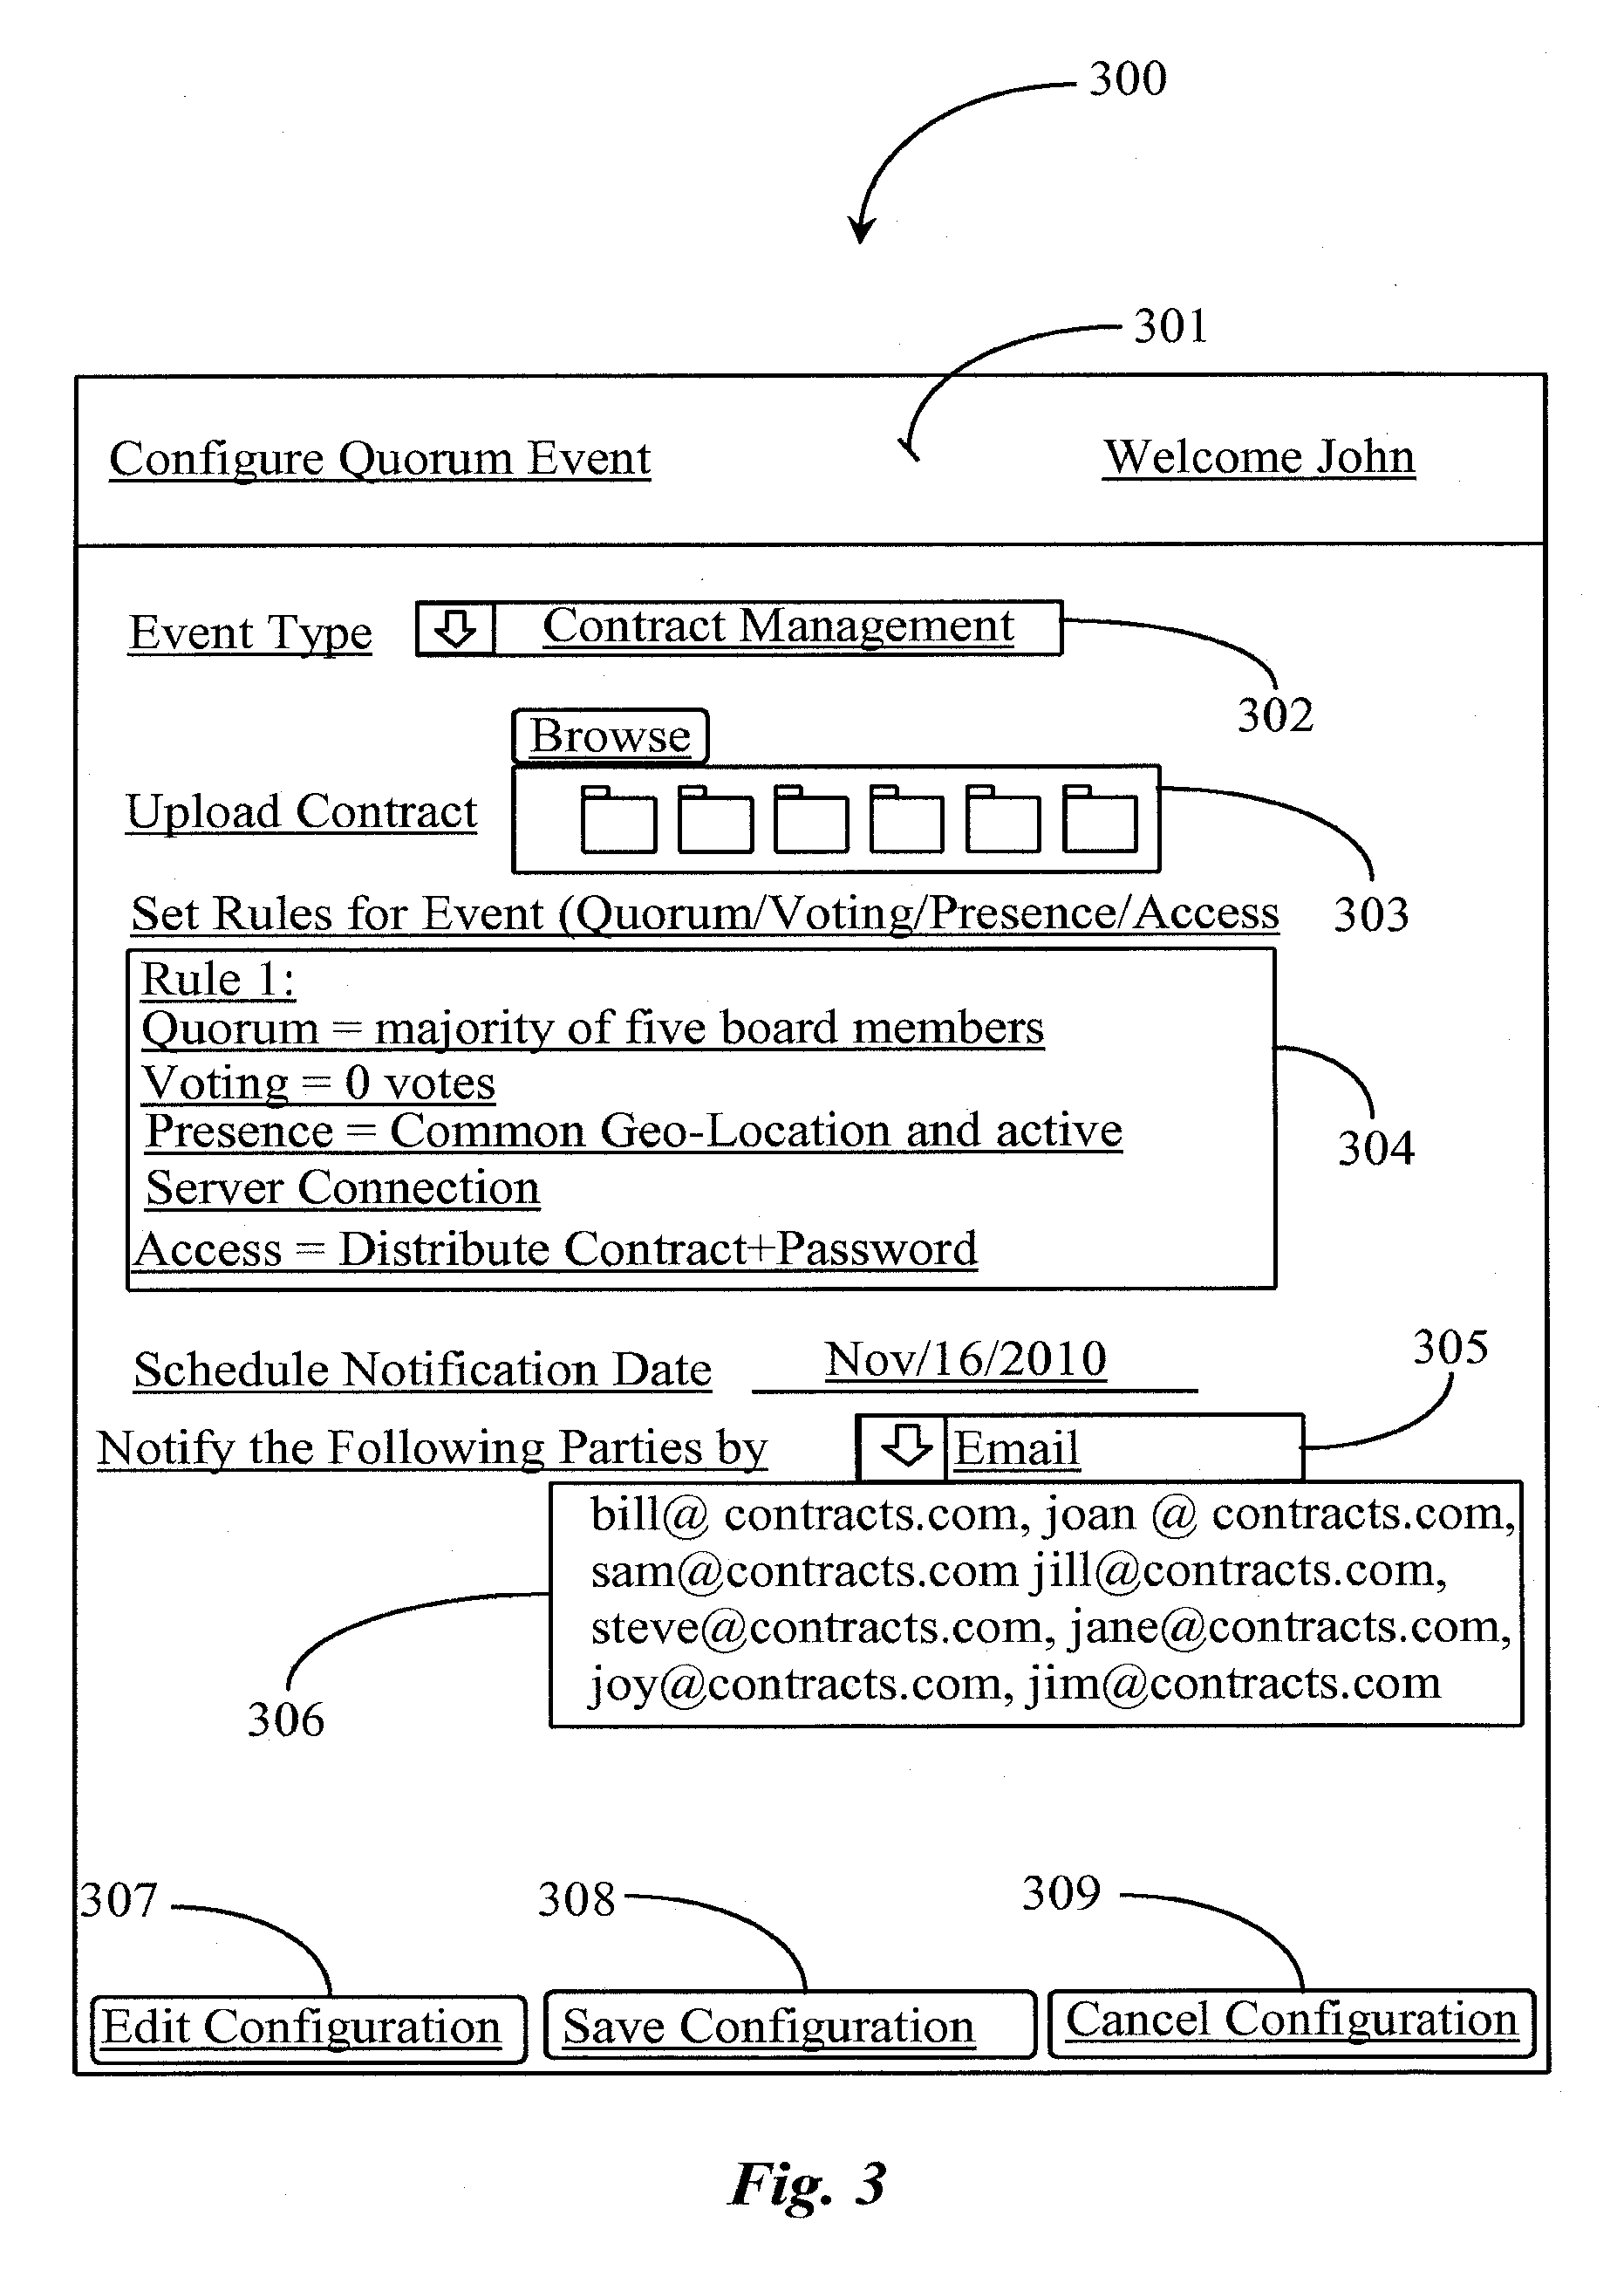 300
301
Configure Quorum Event Welcome John
Event Type Contract Management
302
Browse
Upload Contract
Set Rules for Event (Quorum/Voting/Presence/Access 303
Rule 1:
Quorum = majority of five board members
Voting = 0 votes
Presence = Common Geo-Location and active
304
Server Connection
Access = Distribute Contract+Password
Schedule Notification Date Nov/16/2010 305
Notify the Following Parties by Email
bill@ contracts.com, joan @ contracts.com,
sam@contracts.com jill@contracts.com,
steve@contracts.com, jane@contracts.com,
joy@contracts.com, jim@contracts.com
306
307 308 309
Edit Configuration Save Configuration Cancel Configuration
Fig. 3